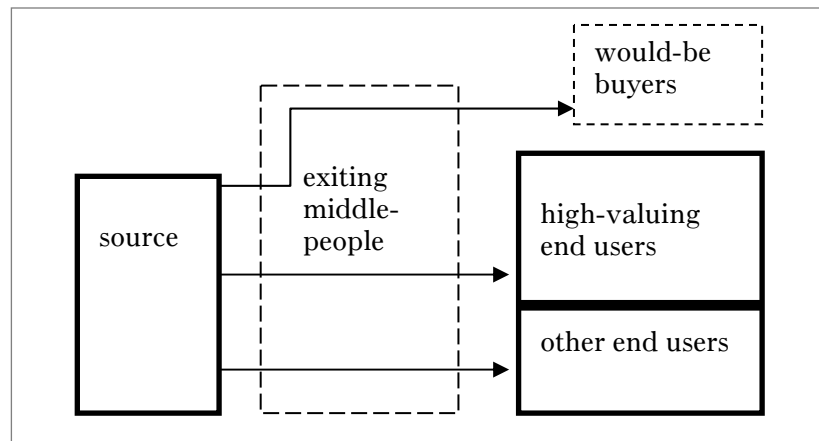 would-be
buyers
exiting
middle-
people
source
high-valuing
end users
other end users